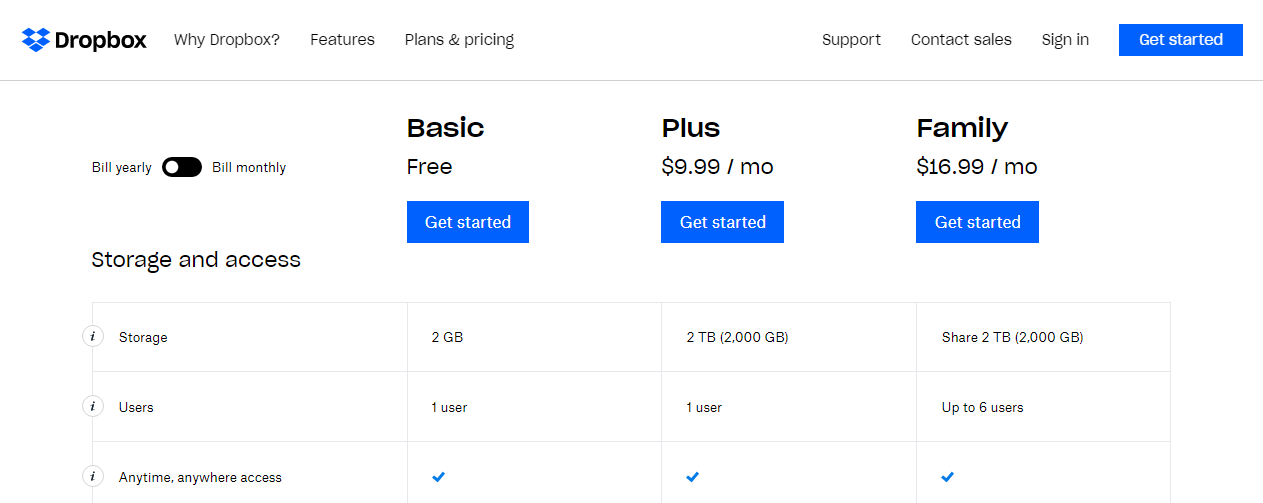 Dropbox Why Dropbox? Features Plans & pricing Support Contact sales Sign in Get started
Basic Plus Family
Bill yearly Bill monthly Free $9.99 / mo $16.99 / mo
Get started Get started Get started
Storage and access
i Storage 2 GB 2 TB (2,000 GB) Share 2 TB (2,000 GB)
i Users 1 user 1 user Up to 6 users
i Anytime, anywhere access